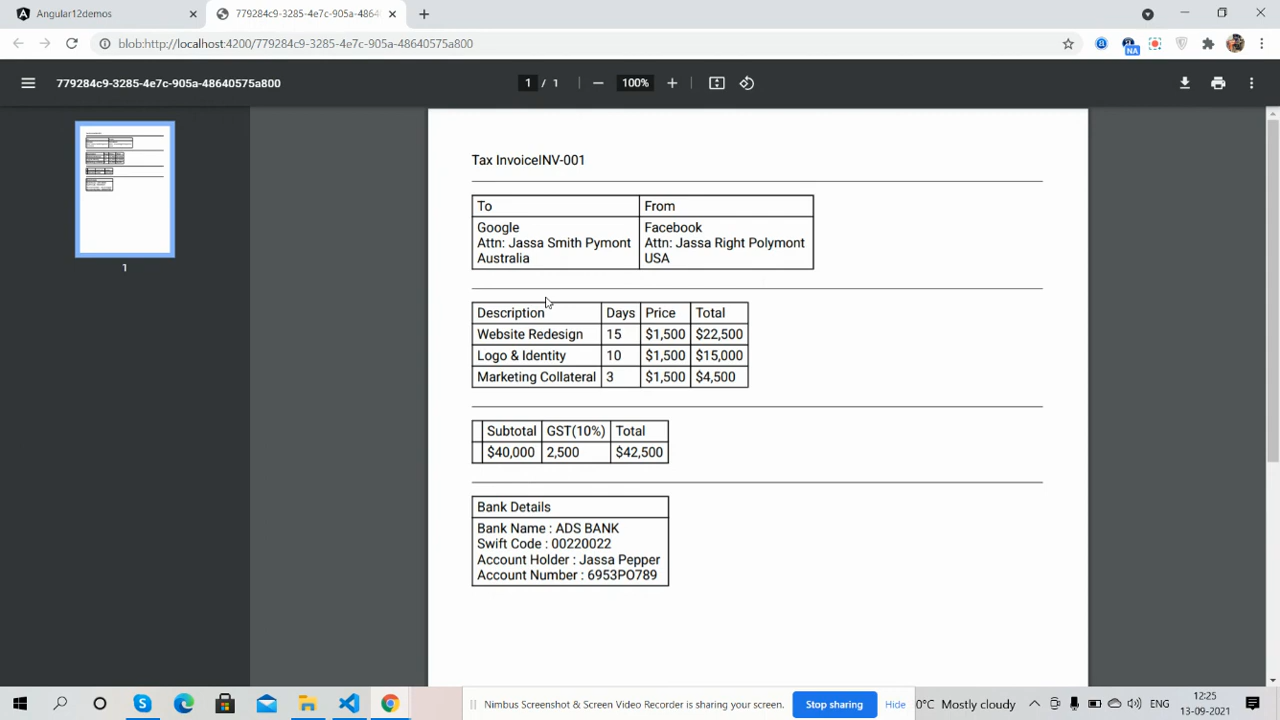 Angular12demos
779284c9-3285-4e7c-905a-4864
blob:http://localhost:4200/779284c9-3285-4e7c-905a-48640575a800
NA
779284c9-3285-4e7c-905a-48640575a800
1 / 1
100%
1
Tax InvoiceINV-001
To From
Google Facebook
Attn: Jassa Smith Pymont Attn: Jassa Right Polymont
Australia USA
Description Days Price Total
Website Redesign 15 $1,500 $22,500
Logo & Identity 10 $1,500 $15,000
Marketing Collateral 3 $1,500 $4,500
Subtotal GST(10%) Total
$40,000 2,500 $42,500
Bank Details
Bank Name : ADS BANK
Swift Code : 00220022
Account Holder : Jassa Pepper
Account Number : 6953PO789
Nimbus Screenshot & Screen Video Recorder is sharing your screen.
Stop sharing
Hide
0°C Mostly cloudy
ENG
12:25
13-09-2021